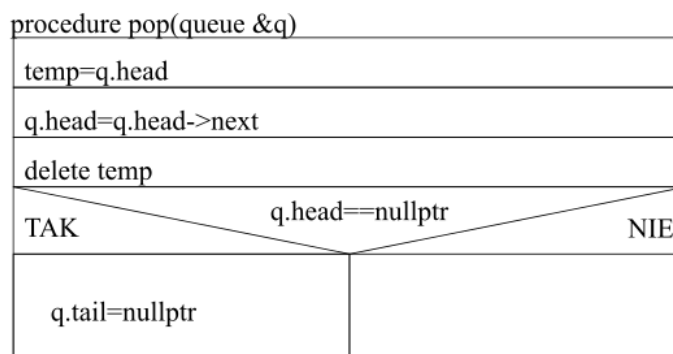 procedure pop(queue &q)
temp=q.head
q.head=q.head->next
delete temp
q.head==nullptr
TAK
NIE
q.tail=nullptr